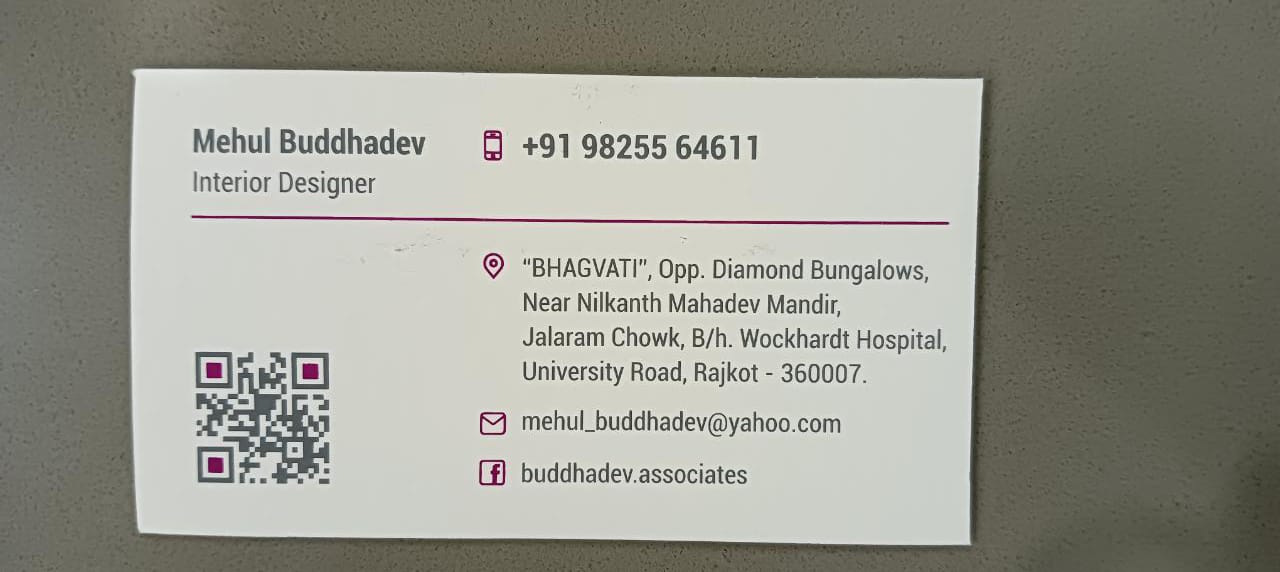 Mehul Buddhadev
Interior Designer
+91 98255 64611
“BHAGVATI”, Opp. Diamond Bungalows,
Near Nilkanth Mahadev Mandir,
Jalaram Chowk, B/h. Wockhardt Hospital,
University Road, Rajkot - 360007.
mehul_buddhadev@yahoo.com
buddhadev.associates